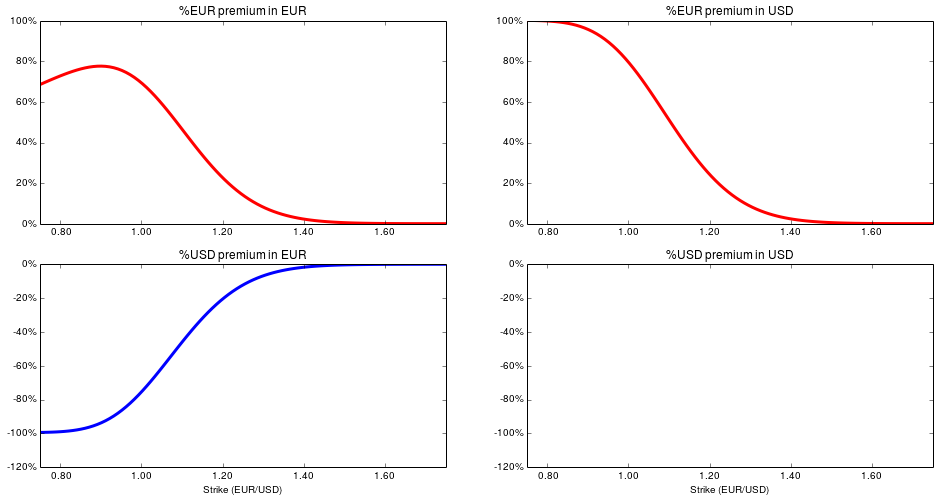 %EUR premium in EUR
100%
80%
60%
40%
20%
0%
0.80 1.00 1.20 1.40 1.60
%EUR premium in USD
100%
80%
60%
40%
20%
0%
0.80 1.00 1.20 1.40 1.60
%USD premium in EUR
0%
-20%
-40%
-60%
-80%
-100%
-120%
0.80 1.00 1.20 1.40 1.60
Strike (EUR/USD)
%USD premium in USD
0%
-20%
-40%
-60%
-80%
-100%
-120%
0.80 1.00 1.20 1.40 1.60
Strike (EUR/USD)